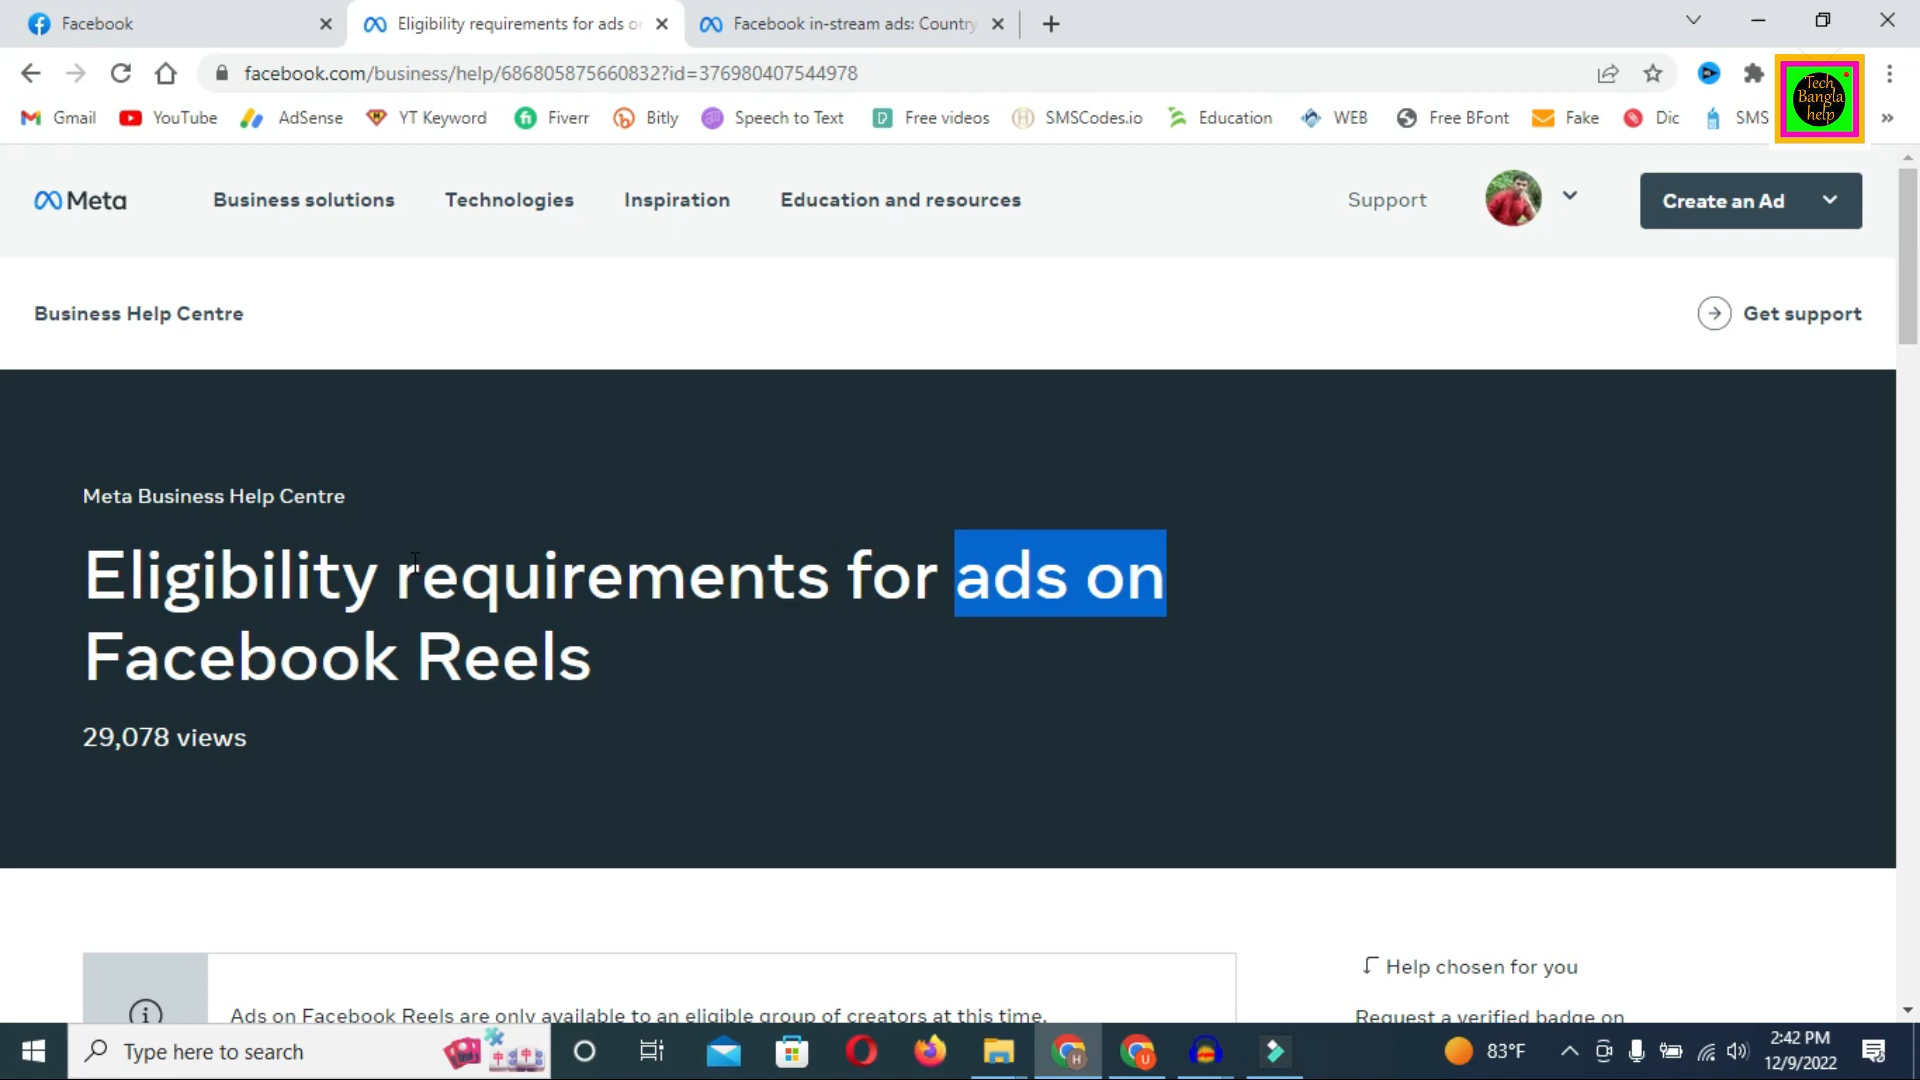 Facebook
Eligibility requirements for ads o
Facebook in-stream ads: Country
facebook.com/business/help/686805875660832?id=376980407544978
Gmail
YouTube
AdSense
YT Keyword
Fiverr
Bitly
Speech to Text
Free videos
SMSCodes.io
Education
WEB
Free BFont
Fake
Dic
SMS
Tech
Bangla
help
Meta
Business solutions
Technologies
Inspiration
Education and resources
Support
Create an Ad
Business Help Centre
Get support
Meta Business Help Centre
Eligibility requirements for ads on
Facebook Reels
29,078 views
Ads on Facebook Reels are only available to an eligible group of creators at this time.
Help chosen for you
Request a verified badge on
Type here to search
83°F
2:42 PM
12/9/2022